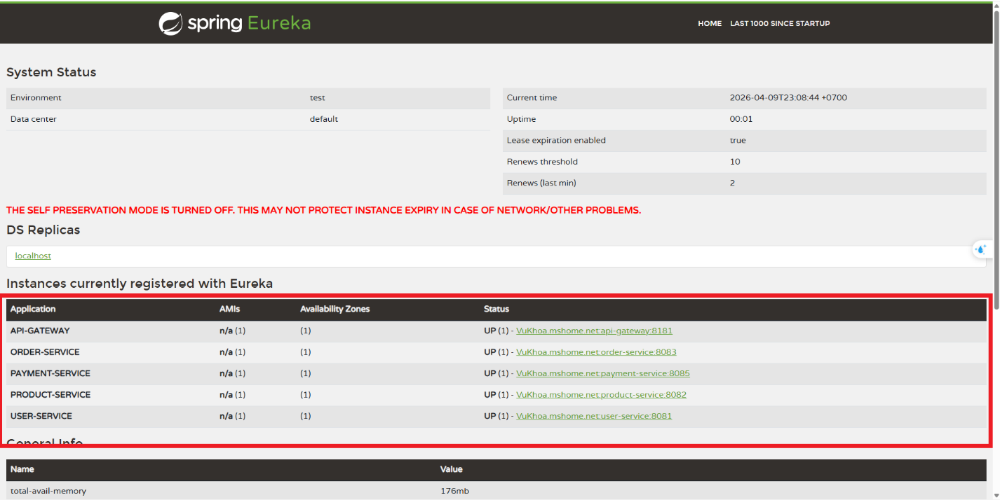 spring Eureka
HOME LAST 1000 SINCE STARTUP
System Status
Environment test
Data center default
Current time 2026-04-09T23:08:44 +0700
Uptime 00:01
Lease expiration enabled true
Renews threshold 10
Renews (last min) 2
THE SELF PRESERVATION MODE IS TURNED OFF. THIS MAY NOT PROTECT INSTANCE EXPIRY IN CASE OF NETWORK/OTHER PROBLEMS.
DS Replicas
localhost
Instances currently registered with Eureka
Application AMIs Availability Zones Status
API-GATEWAY n/a (1) (1) UP (1) - VuKhoa.mshome.net:api-gateway:8181
ORDER-SERVICE n/a (1) (1) UP (1) - VuKhoa.mshome.net:order-service:8083
PAYMENT-SERVICE n/a (1) (1) UP (1) - VuKhoa.mshome.net:payment-service:8085
PRODUCT-SERVICE n/a (1) (1) UP (1) - VuKhoa.mshome.net:product-service:8082
USER-SERVICE n/a (1) (1) UP (1) - VuKhoa.mshome.net:user-service:8081
General Info
Name Value
total-avail-memory 176mb